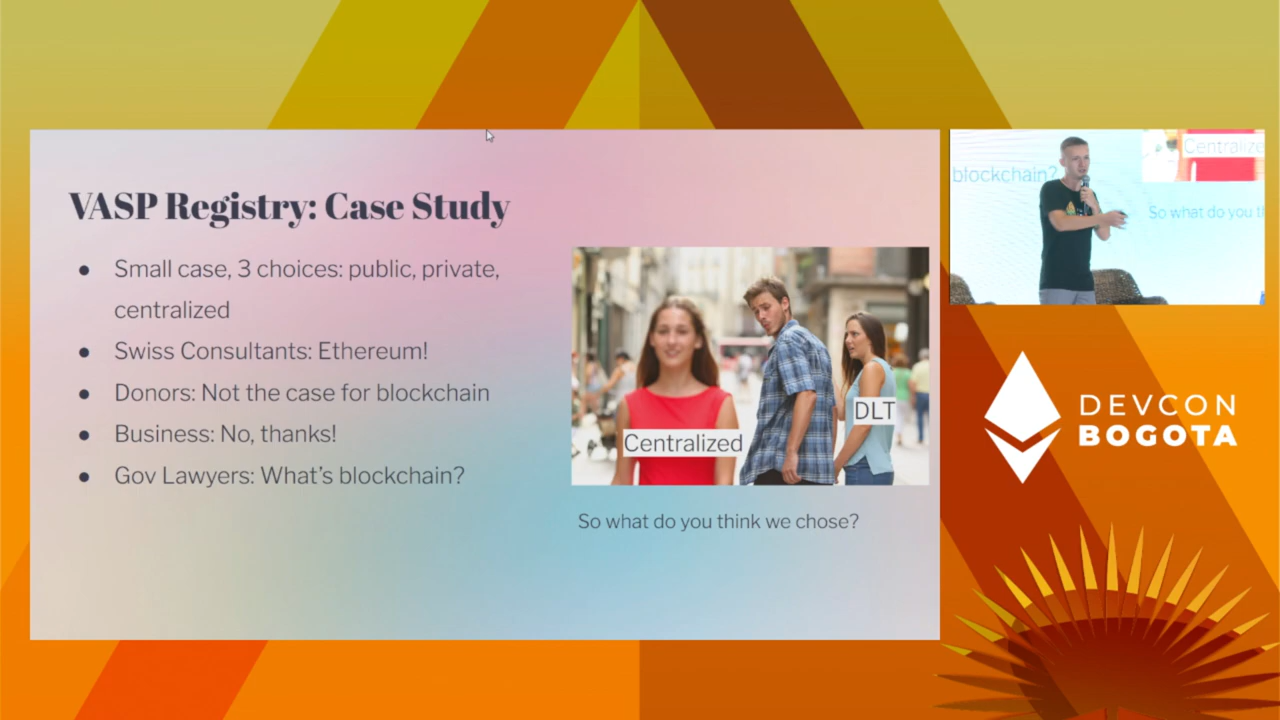 VASP Registry: Case Study
● Small case, 3 choices: public, private,
centralized
● Swiss Consultants: Ethereum!
● Donors: Not the case for blockchain
● Business: No, thanks!
● Gov Lawyers: What's blockchain?
Centralized
DLT
So what do you think we chose?
blockchain?
Centralize
So what do you t
DEVCON
BOGOTA